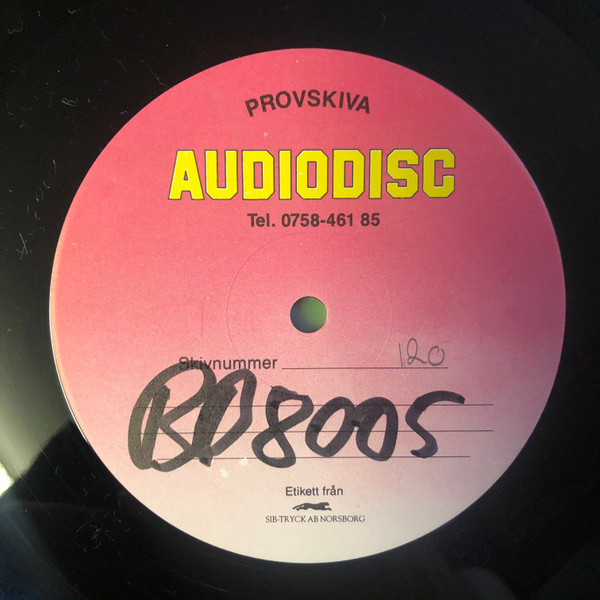 PROVSKIVA
AUDIODISC
Tel. 0758-461 85
Skivnummer 120
BD8005
Etikett från
SIB-TRYCK AB NORSBORG